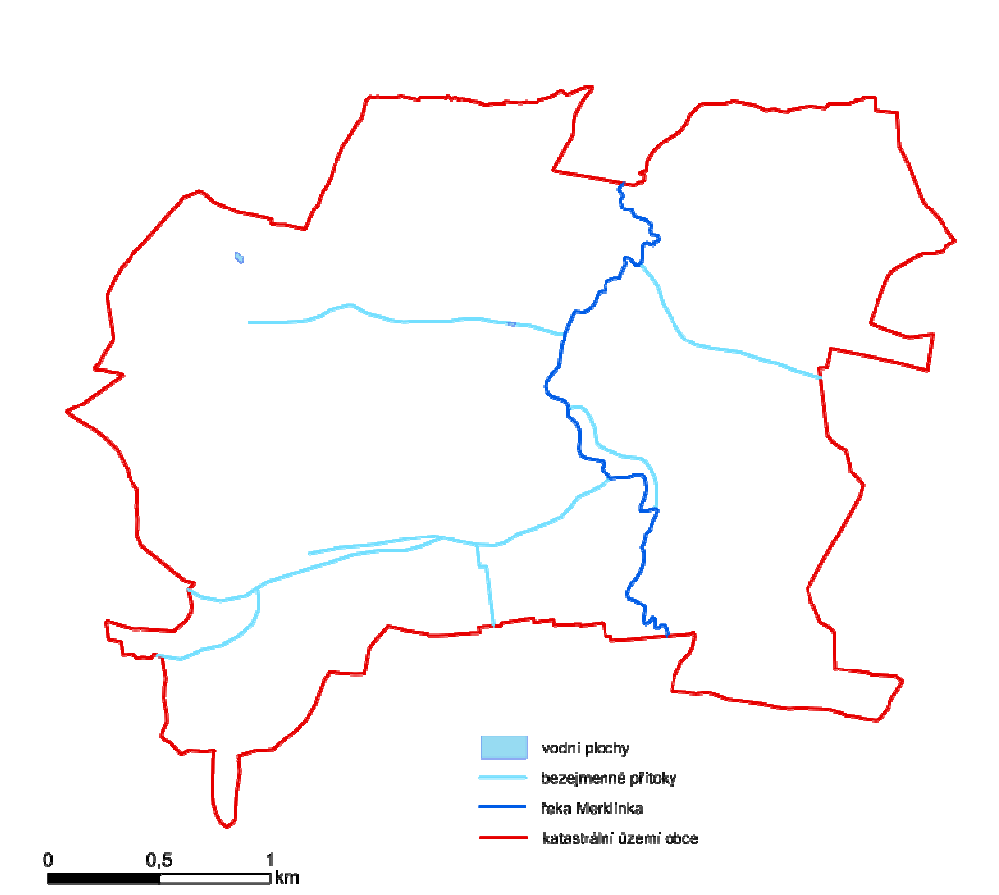 vodní plochy
bezejmenné přítoky
řeka Merklínka
katastrální území obce
0 0,5 1
km